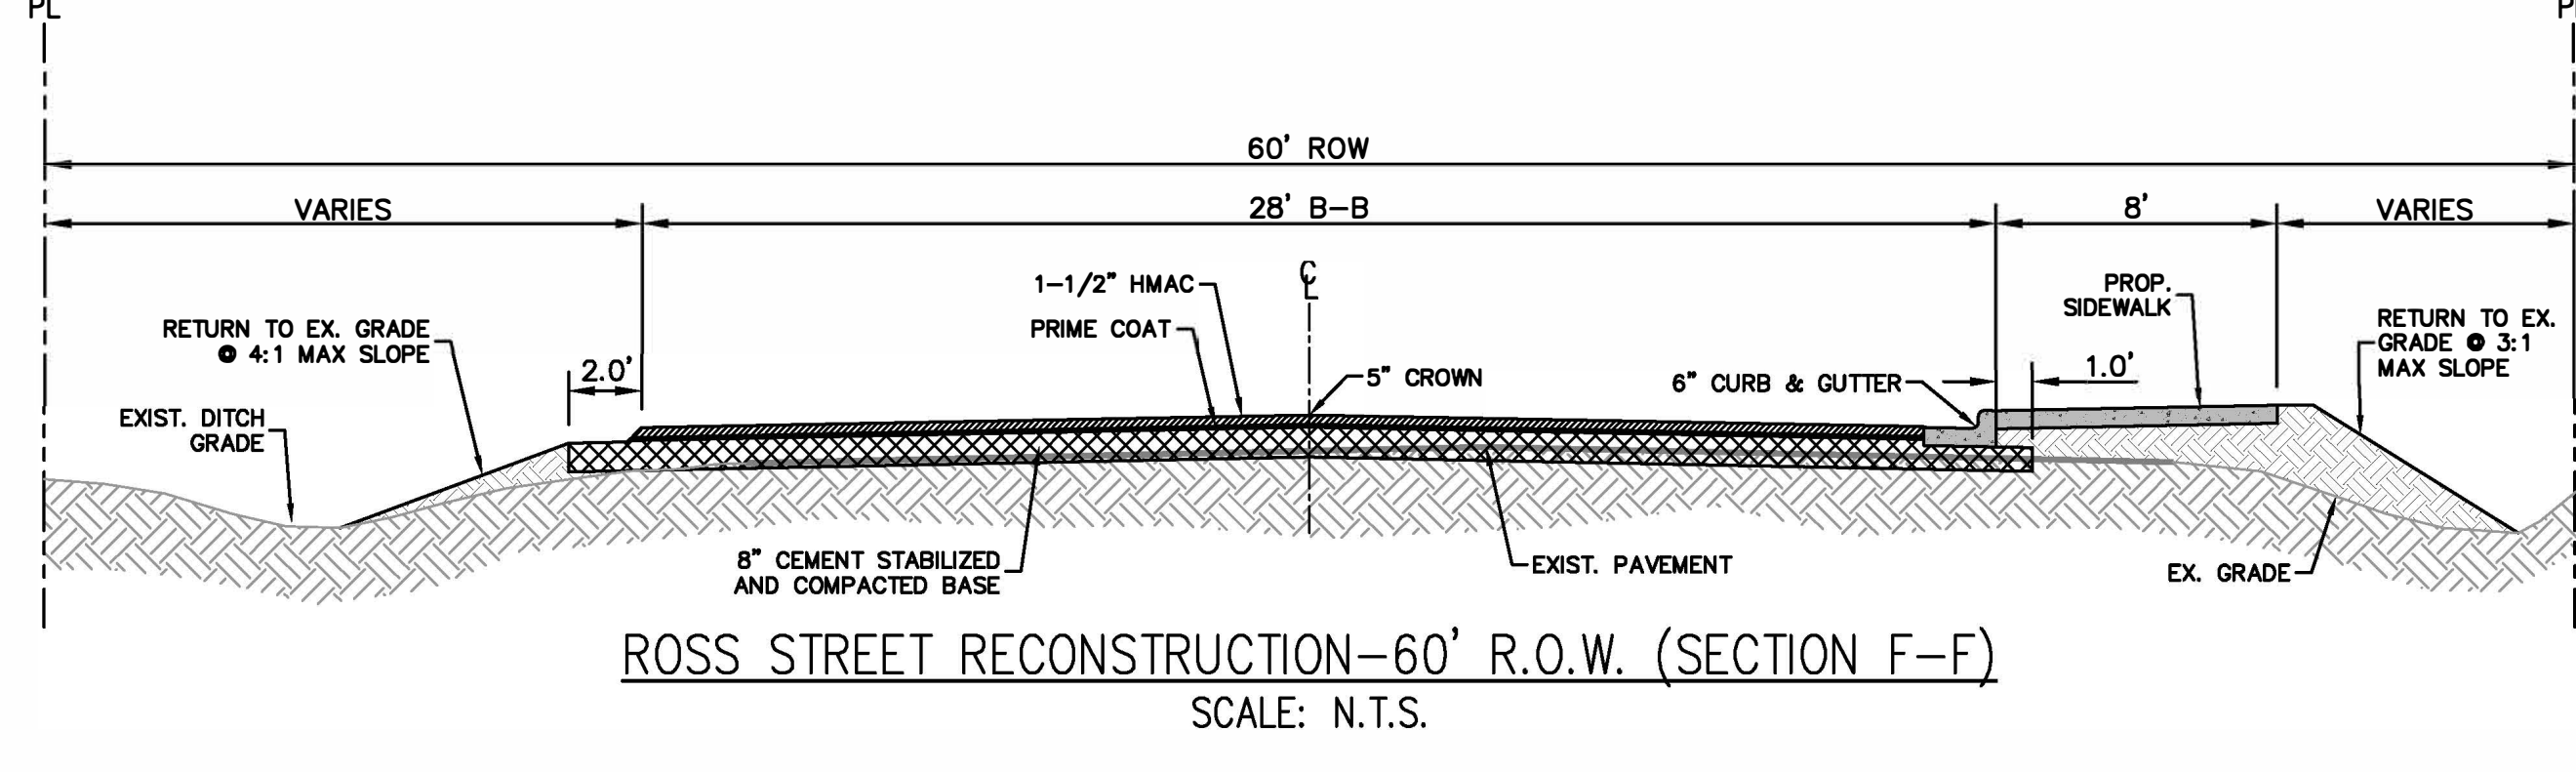 PL
60' ROW
VARIES
28' B-B
8'
VARIES
1-1/2" HMAC
PRIME COAT
CL
5" CROWN
6" CURB & GUTTER
1.0'
PROP.
SIDEWALK
RETURN TO EX.
GRADE @ 3:1
MAX SLOPE
RETURN TO EX. GRADE
@ 4:1 MAX SLOPE
2.0'
EXIST. DITCH
GRADE
8" CEMENT STABILIZED
AND COMPACTED BASE
EXIST. PAVEMENT
EX. GRADE
ROSS STREET RECONSTRUCTION-60' R.O.W. (SECTION F-F)
SCALE: N.T.S.